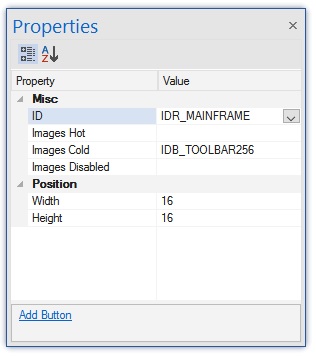 Properties
Property Value
Misc
ID IDR_MAINFRAME
Images Hot
Images Cold IDB_TOOLBAR256
Images Disabled
Position
Width 16
Height 16
Add Button